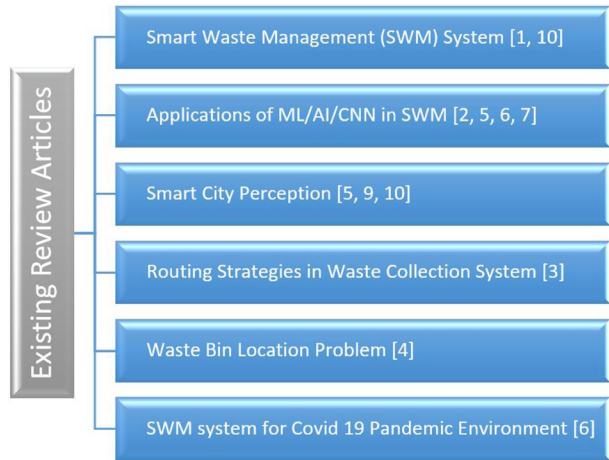 Existing Review Articles
Smart Waste Management (SWM) System [1, 10]
Applications of ML/AI/CNN in SWM [2, 5, 6, 7]
Smart City Perception [5, 9, 10]
Routing Strategies in Waste Collection System [3]
Waste Bin Location Problem [4]
SWM system for Covid 19 Pandemic Environment [6]